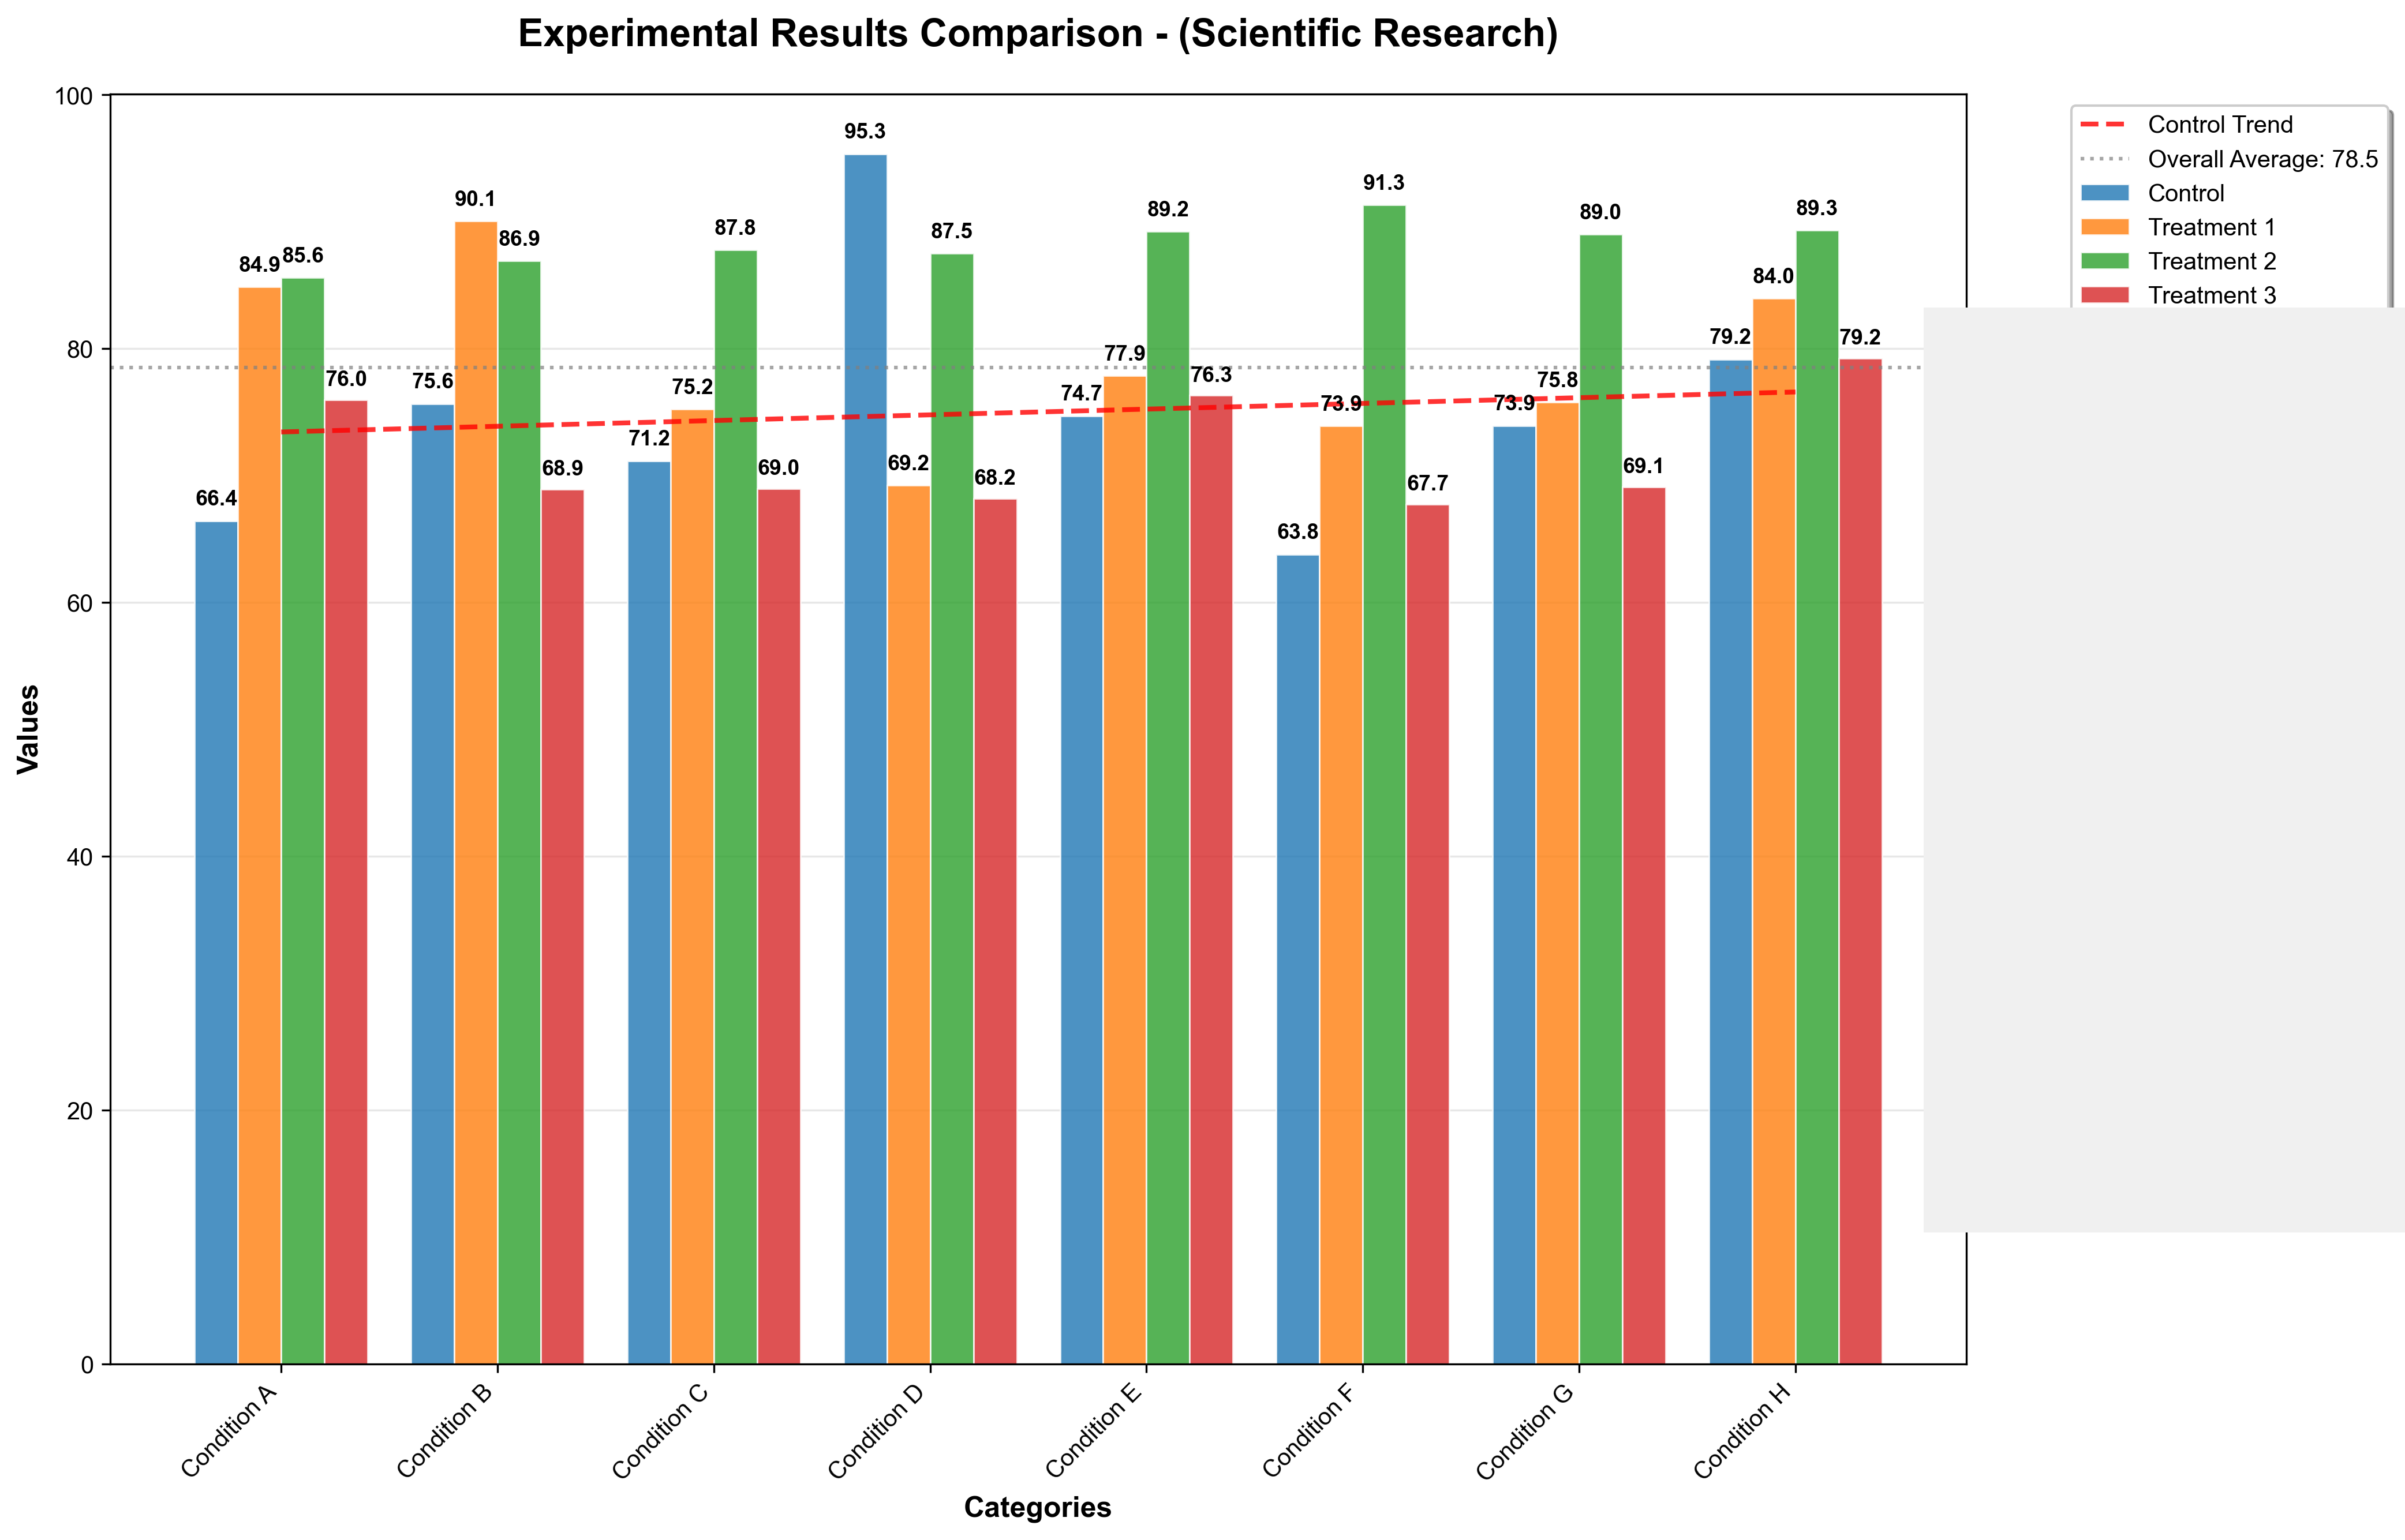 Experimental Results Comparison - (Scientific Research)
100
80
60
40
20
0
Values
66.4
84.9
85.6
76.0
75.6
90.1
86.9
68.9
71.2
75.2
87.8
69.0
95.3
69.2
87.5
68.2
74.7
77.9
89.2
76.3
63.8
73.9
91.3
67.7
73.9
75.8
89.0
69.1
79.2
84.0
89.3
79.2
Condition A
Condition B
Condition C
Condition D
Condition E
Condition F
Condition G
Condition H
Categories
Control Trend
Overall Average: 78.5
Control
Treatment 1
Treatment 2
Treatment 3